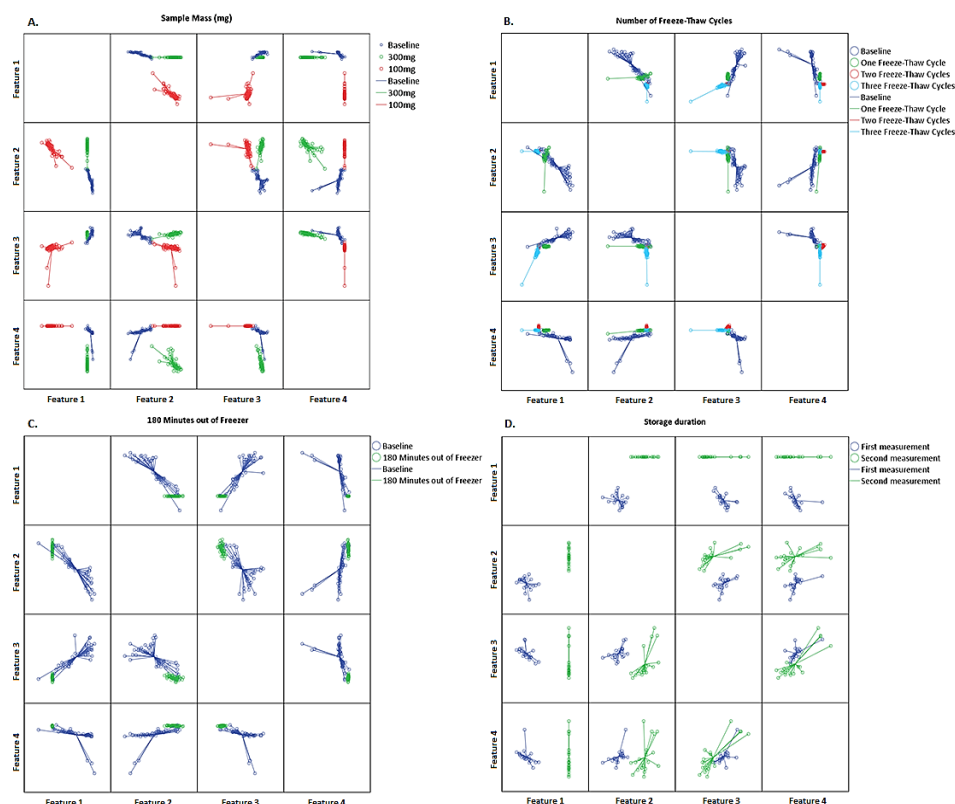 A.
Sample Mass (mg)
Feature 1
Feature 2
Feature 3
Feature 4
Feature 1 Feature 2 Feature 3 Feature 4
Baseline
300mg
100mg
Baseline
300mg
100mg
B.
Number of Freeze-Thaw Cycles
Feature 1
Feature 2
Feature 3
Feature 4
Feature 1 Feature 2 Feature 3 Feature 4
Baseline
One Freeze-Thaw Cycle
Two Freeze-Thaw Cycles
Three Freeze-Thaw Cycles
Baseline
One Freeze-Thaw Cycle
Two Freeze-Thaw Cycles
Three Freeze-Thaw Cycles
C.
180 Minutes out of Freezer
Feature 1
Feature 2
Feature 3
Feature 4
Feature 1 Feature 2 Feature 3 Feature 4
Baseline
180 Minutes out of Freezer
Baseline
180 Minutes out of Freezer
D.
Storage duration
Feature 1
Feature 2
Feature 3
Feature 4
Feature 1 Feature 2 Feature 3 Feature 4
First measurement
Second measurement
First measurement
Second measurement